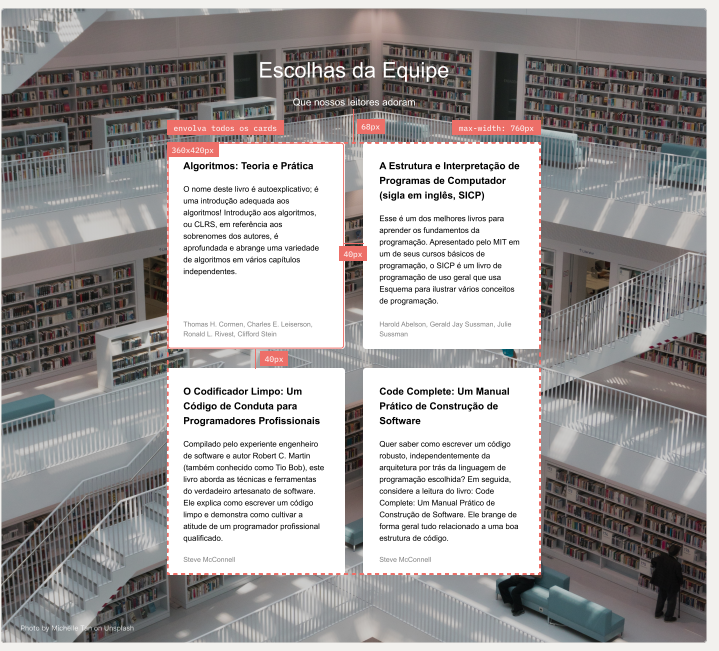 Escolhas da Equipe
Que nossos leitores adoram
envolva todos os cards
68px
max-width: 760px
360x420px
Algoritmos: Teoria e Prática
O nome deste livro é autoexplicativo; é
uma introdução adequada aos
algoritmos! Introdução aos algoritmos,
ou CLRS, em referência aos
sobrenomes dos autores, é
aprofundada e abrange uma variedade
de algoritmos em vários capítulos
independentes.
Thomas H. Cormen, Charles E. Leiserson,
Ronald L. Rivest, Clifford Stein
A Estrutura e Interpretação de
Programas de Computador
(sigla em inglês, SICP)
Esse é um dos melhores livros para
aprender os fundamentos da
programação. Apresentado pelo MIT em
um de seus cursos básicos de
programação, o SICP é um livro de
programação de uso geral que usa
Esquema para ilustrar vários conceitos
de programação.
Harold Abelson, Gerald Jay Sussman, Julie
Sussman
40px
40px
O Codificador Limpo: Um
Código de Conduta para
Programadores Profissionais
Compilado pelo experiente engenheiro
de software e autor Robert C. Martin
(também conhecido como Tio Bob), este
livro aborda as técnicas e ferramentas
do verdadeiro artesanato de software.
Ele explica como escrever um código
limpo e demonstra como cultivar a
atitude de um programador profissional
qualificado.
Steve McConnell
Code Complete: Um Manual
Prático de Construção de
Software
Quer saber como escrever um código
robusto, independentemente da
arquitetura por trás da linguagem de
programação escolhida? Em seguida,
considere a leitura do livro: Code
Complete: Um Manual Prático de
Construção de Software. Ele brange de
forma geral tudo relacionado a uma boa
estrutura de código.
Steve McConnell
Photo by Michelle Tan on Unsplash